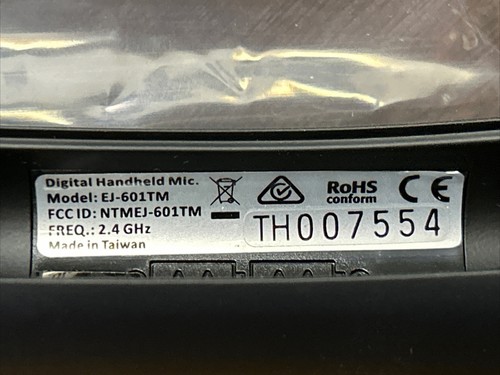 Digital Handheld Mic.
Model: EJ-601TM
FCC ID: NTMEJ-601TM
FREQ.: 2.4 GHz
Made in Taiwan
RoHS
conform
CE
TH007554